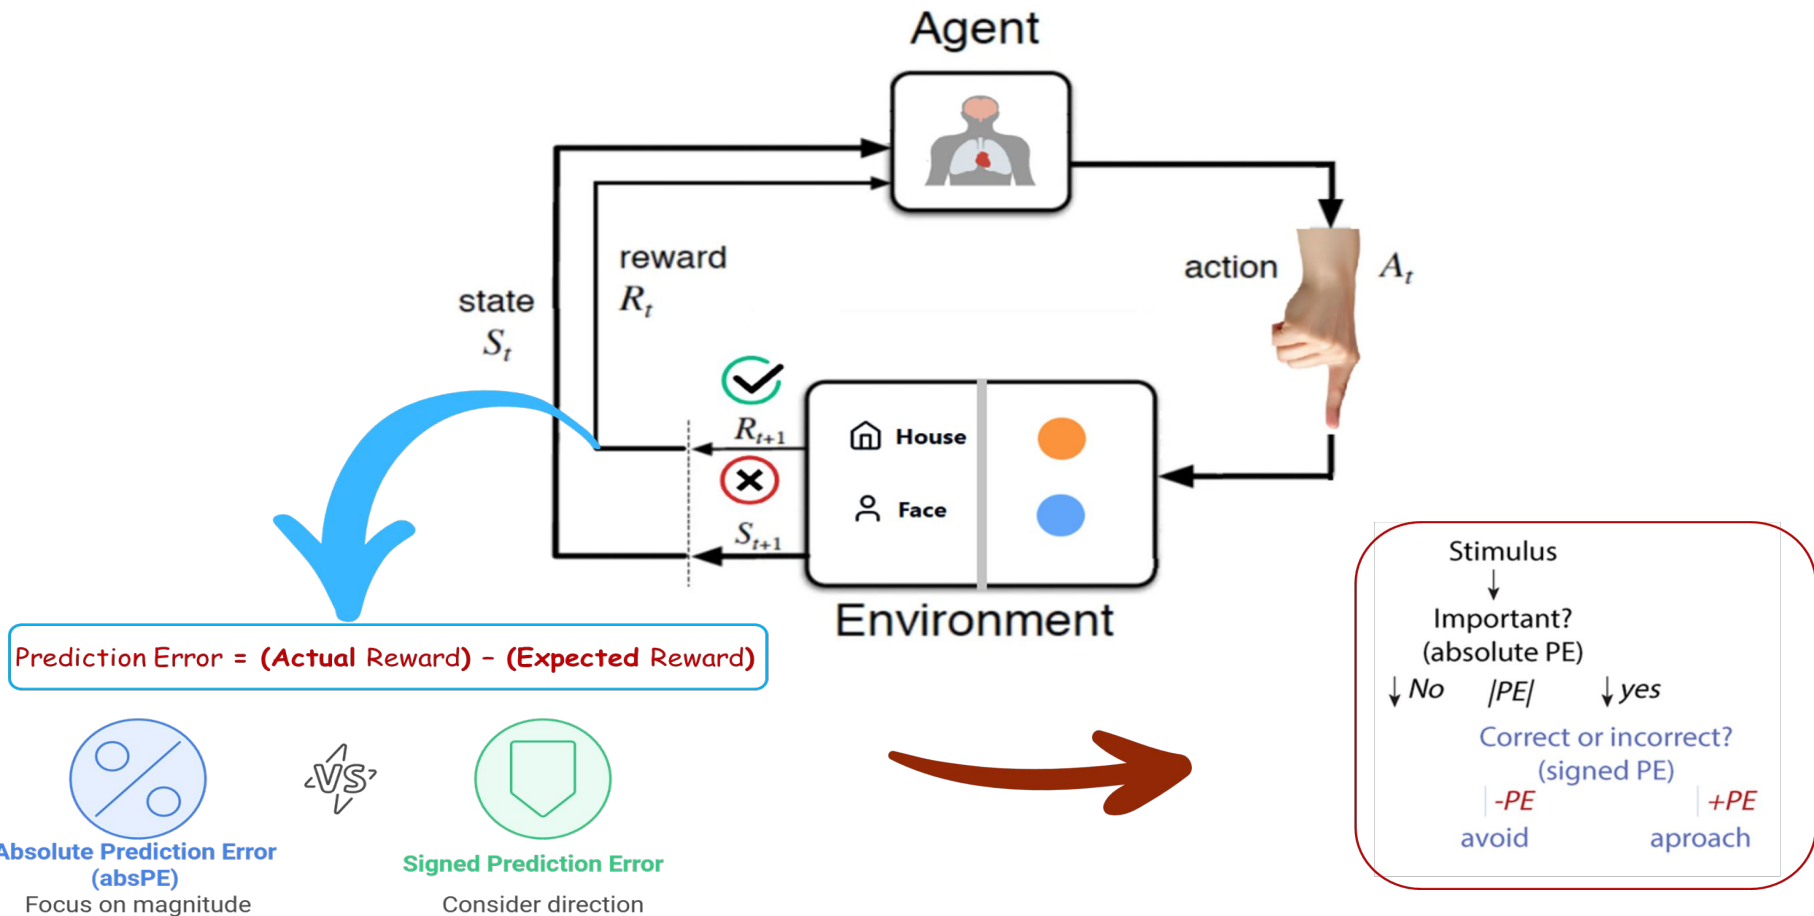 Agent
reward
R_t
state
S_t
action
A_t
R_{t+1}
S_{t+1}
House
Face
Environment
Prediction Error = (Actual Reward) – (Expected Reward)
Absolute Prediction Error
(absPE)
Focus on magnitude
VS
Signed Prediction Error
Consider direction
Stimulus
Important?
(absolute PE)
No |PE| yes
Correct or incorrect?
(signed PE)
-PE +PE
avoid aproach